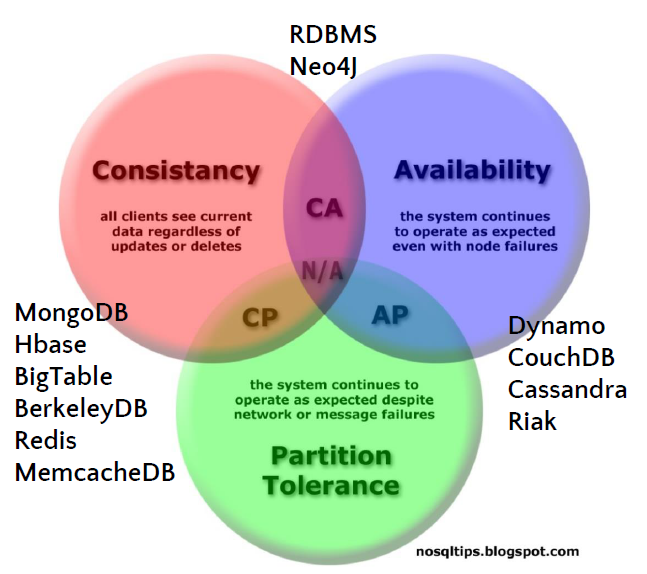 RDBMS
Neo4J
Consistancy
all clients see current
data regardless of
updates or deletes
Availability
the system continues
to operate as expected
even with node failures
CA
N/A
CP
AP
MongoDB
Hbase
BigTable
BerkeleyDB
Redis
MemcacheDB
Dynamo
CouchDB
Cassandra
Riak
the system continues to
operate as expected despite
network or message failures
Partition
Tolerance
nosqltips.blogspot.com